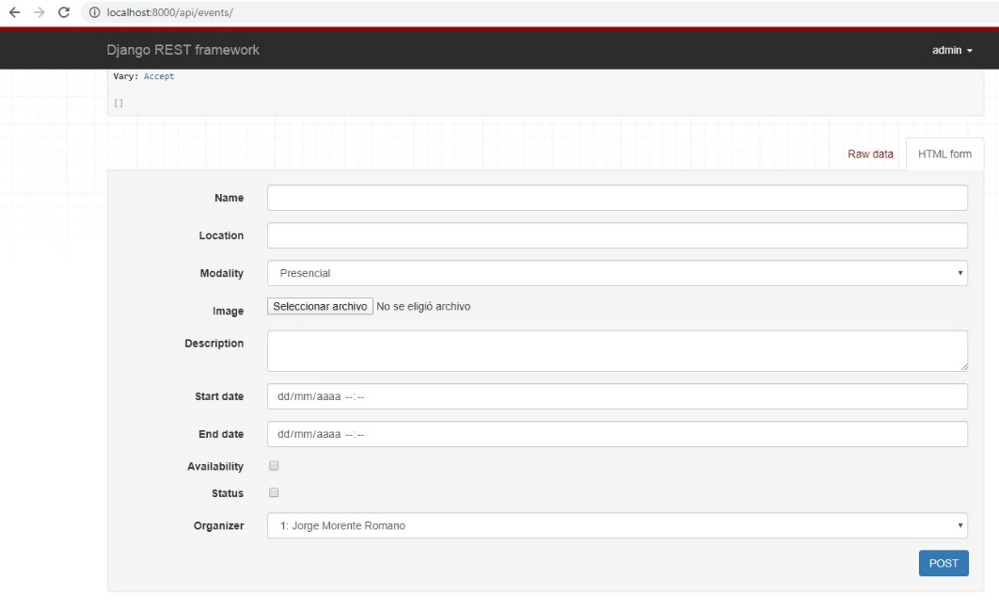 localhost:8000/api/events/
Django REST framework admin
Vary: Accept
[]
Raw data HTML form
Name
Location
Modality Presencial
Image Seleccionar archivo No se eligió archivo
Description
Start date dd/mm/aaaa --:--
End date dd/mm/aaaa --:--
Availability
Status
Organizer 1: Jorge Morente Romano
POST